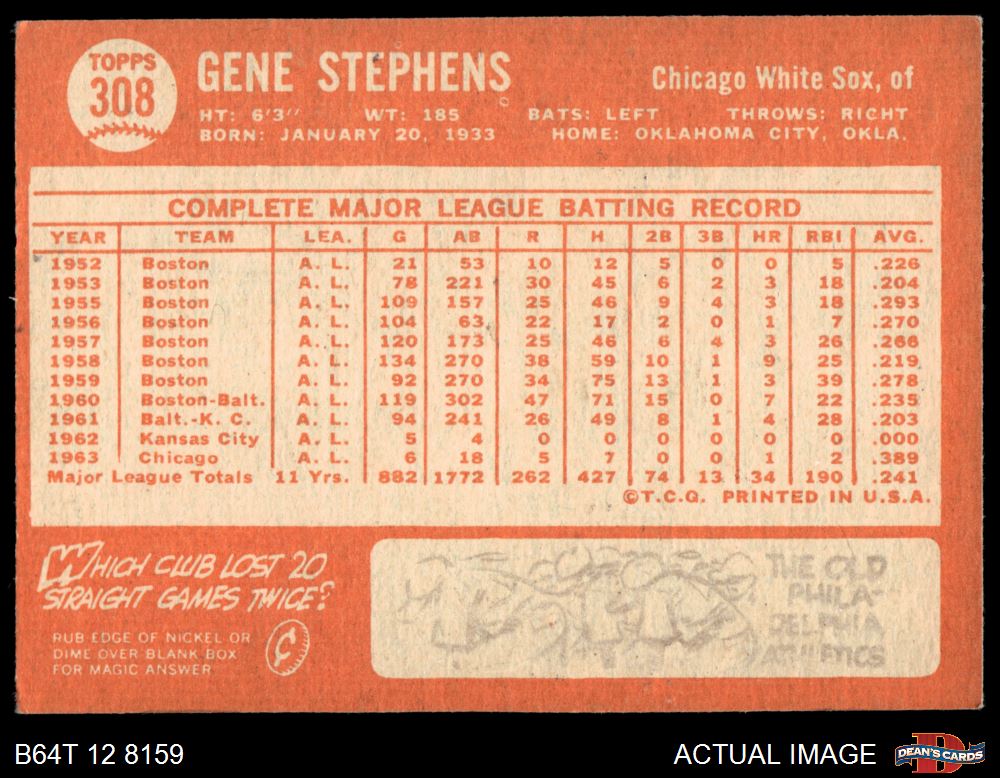 TOPPS
308
GENE STEPHENS
Chicago White Sox, of
HT: 6'3" WT: 185 BATS: LEFT THROWS: RIGHT
BORN: JANUARY 20, 1933 HOME: OKLAHOMA CITY, OKLA.
COMPLETE MAJOR LEAGUE BATTING RECORD
YEAR TEAM LEA. G AB R H 2B 3B HR RBI AVG.
1952 Boston A. L. 21 53 10 12 5 0 0 5 .226
1953 Boston A. L. 78 221 30 45 6 2 3 18 .204
1955 Boston A. L. 109 157 25 46 9 4 3 18 .293
1956 Boston A. L. 104 63 22 17 2 0 1 7 .270
1957 Boston A. L. 120 173 25 46 6 4 3 26 .266
1958 Boston A. L. 134 270 38 59 10 1 9 25 .219
1959 Boston A. L. 92 270 34 75 13 1 3 39 .278
1960 Boston-Balt. A. L. 119 302 47 71 15 0 7 22 .235
1961 Balt.-K. C. A. L. 94 241 26 49 8 1 4 28 .203
1962 Kansas City A. L. 5 4 0 0 0 0 0 0 .000
1963 Chicago A. L. 6 18 5 7 0 0 1 2 .389
Major League Totals 11 Yrs. 882 1772 262 427 74 13 34 190 .241
©T.C.G. PRINTED IN U.S.A.
WHICH CLUB LOST 20
STRAIGHT GAMES TWICE?
RUB EDGE OF NICKEL OR
DIME OVER BLANK BOX
FOR MAGIC ANSWER
¢
THE OLD
PHILA-
DELPHIA
ATHLETICS
B64T 12 8159
ACTUAL IMAGE
DEAN'S CARDS